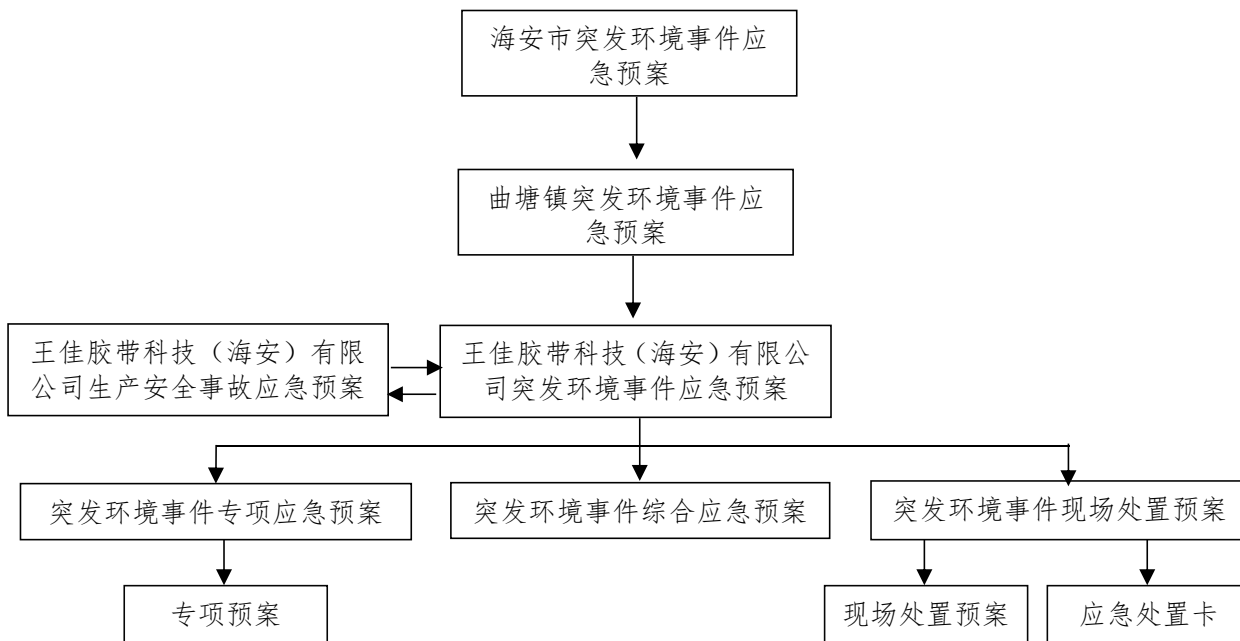 海安市突发环境事件应
急预案
曲塘镇突发环境事件应
急预案
王佳胶带科技（海安）有限
公司生产安全事故应急预案
王佳胶带科技（海安）有限公
司突发环境事件应急预案
突发环境事件专项应急预案
突发环境事件综合应急预案
突发环境事件现场处置预案
专项预案
现场处置预案
应急处置卡